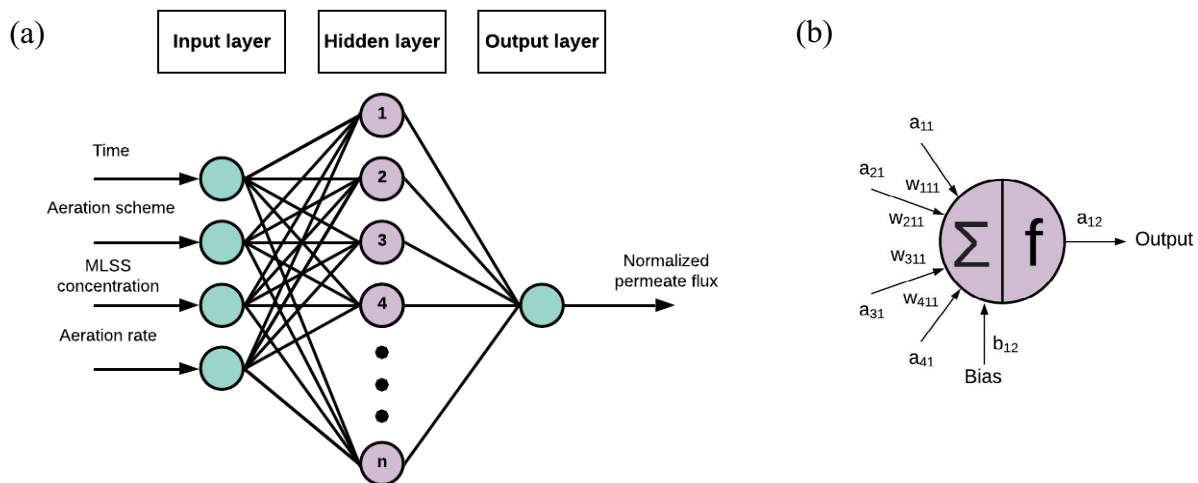 (a)
Input layer
Hidden layer
Output layer
Time
Aeration scheme
MLSS
concentration
Aeration rate
1
2
3
4
n
Normalized
permeate flux
(b)
a11
a21
w111
w211
w311
w411
a31
a41
Σ
f
a12
Output
b12
Bias